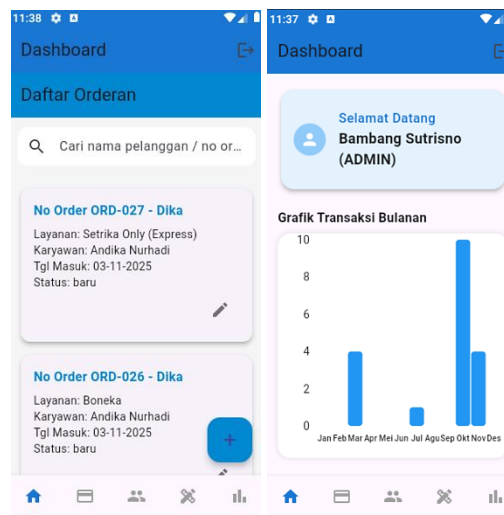 11:38
Dashboard
Daftar Orderan
Cari nama pelanggan / no or...
No Order ORD-027 - Dika
Layanan: Setrika Only (Express)
Karyawan: Andika Nurhadi
Tgl Masuk: 03-11-2025
Status: baru
No Order ORD-026 - Dika
Layanan: Boneka
Karyawan: Andika Nurhadi
Tgl Masuk: 03-11-2025
Status: baru
11:37
Dashboard
Selamat Datang
Bambang Sutrisno
(ADMIN)
Grafik Transaksi Bulanan
10
8
6
4
2
0
Jan Feb Mar Apr Mei Jun Jul Agu Sep Okt Nov Des